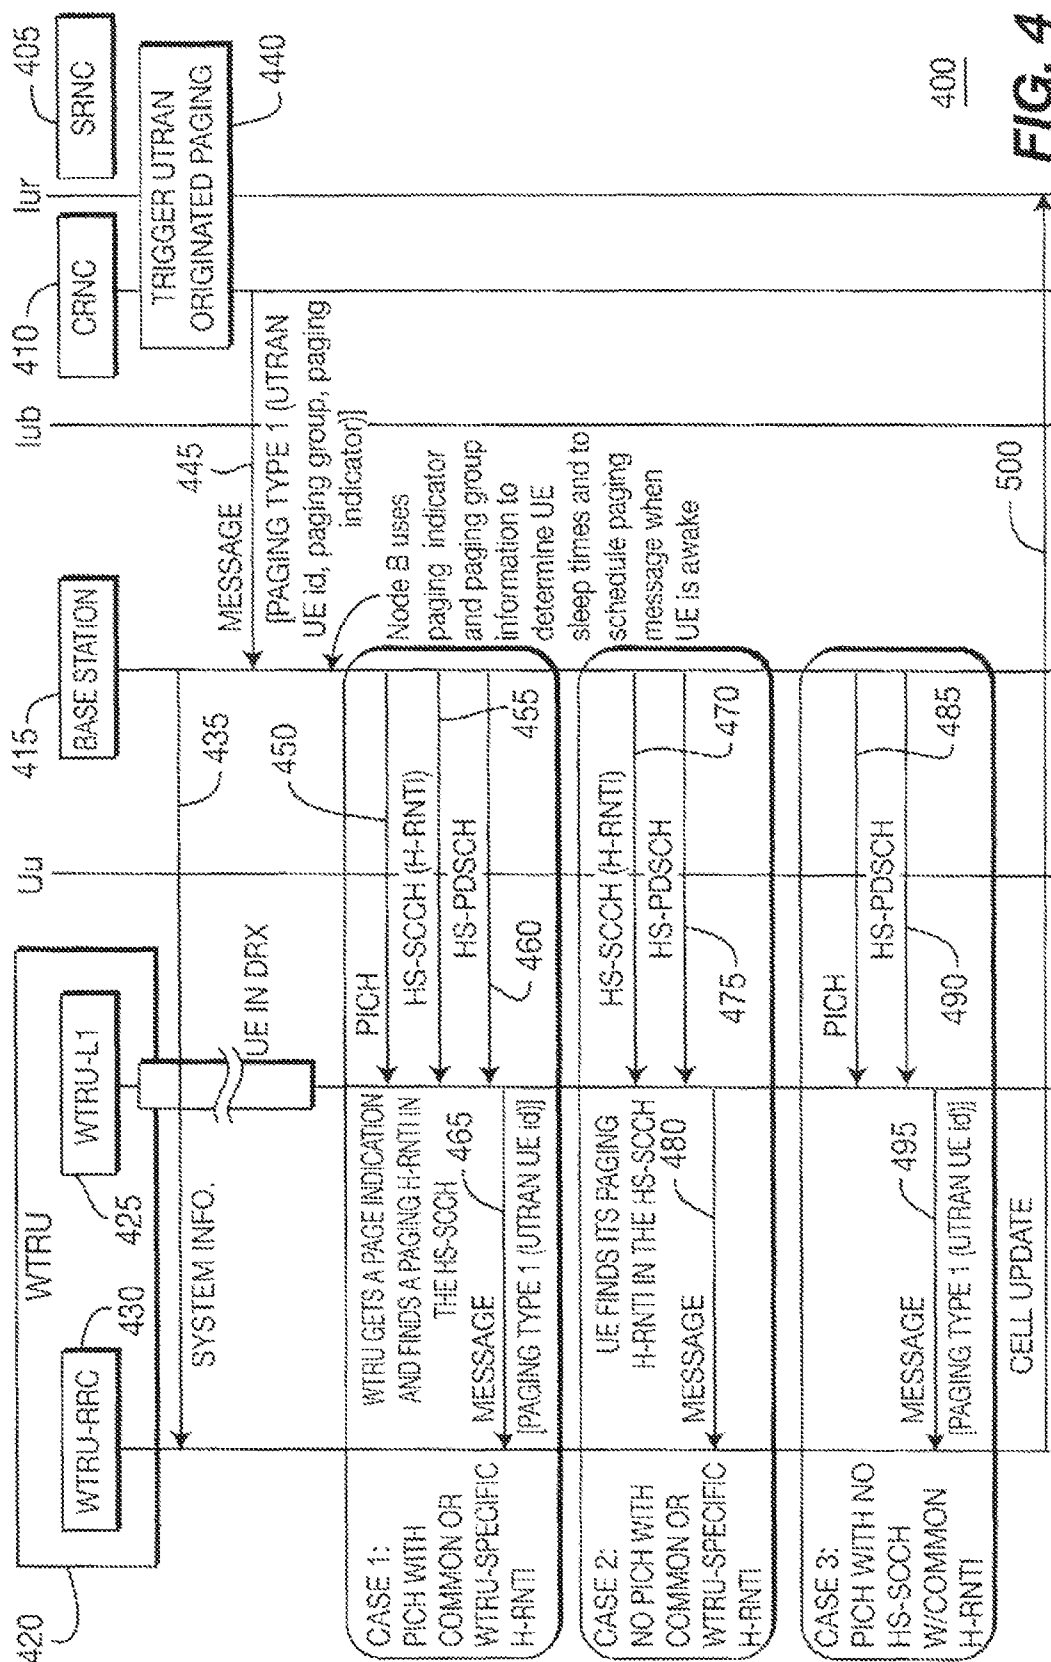 420
WTRU
WTRU-RRC
430
WTRU-L1
425
Uu
415
BASE STATION
Iub
410
CRNC
Iur
405
SRNC
TRIGGER UTRAN
ORIGINATED PAGING
440
SYSTEM INFO.
435
UE IN DRX
MESSAGE
445
[PAGING TYPE 1 (UTRAN
UE id, paging group, paging
indicator)]
Node B uses
paging indicator
and paging group
information to
determine UE
sleep times and to
schedule paging
message when
UE is awake
CASE 1:
PICH WITH
COMMON OR
WTRU-SPECIFIC
H-RNTI
WTRU GETS A PAGE INDICATION
AND FINDS A PAGING H-RNTI IN
THE HS-SCCH
465
MESSAGE
[PAGING TYPE 1 (UTRAN UE id)]
PICH
450
HS-SCCH (H-RNTI)
455
HS-PDSCH
460
CASE 2:
NO PICH WITH
COMMON OR
WTRU-SPECIFIC
H-RNTI
UE FINDS ITS PAGING
H-RNTI IN THE HS-SCCH
480
MESSAGE
HS-SCCH (H-RNTI)
470
HS-PDSCH
475
CASE 3:
PICH WITH NO
HS-SCCH
W/COMMON
H-RNTI
MESSAGE
495
[PAGING TYPE 1 (UTRAN UE id)]
PICH
485
HS-PDSCH
490
CELL UPDATE
500
400
FIG. 4